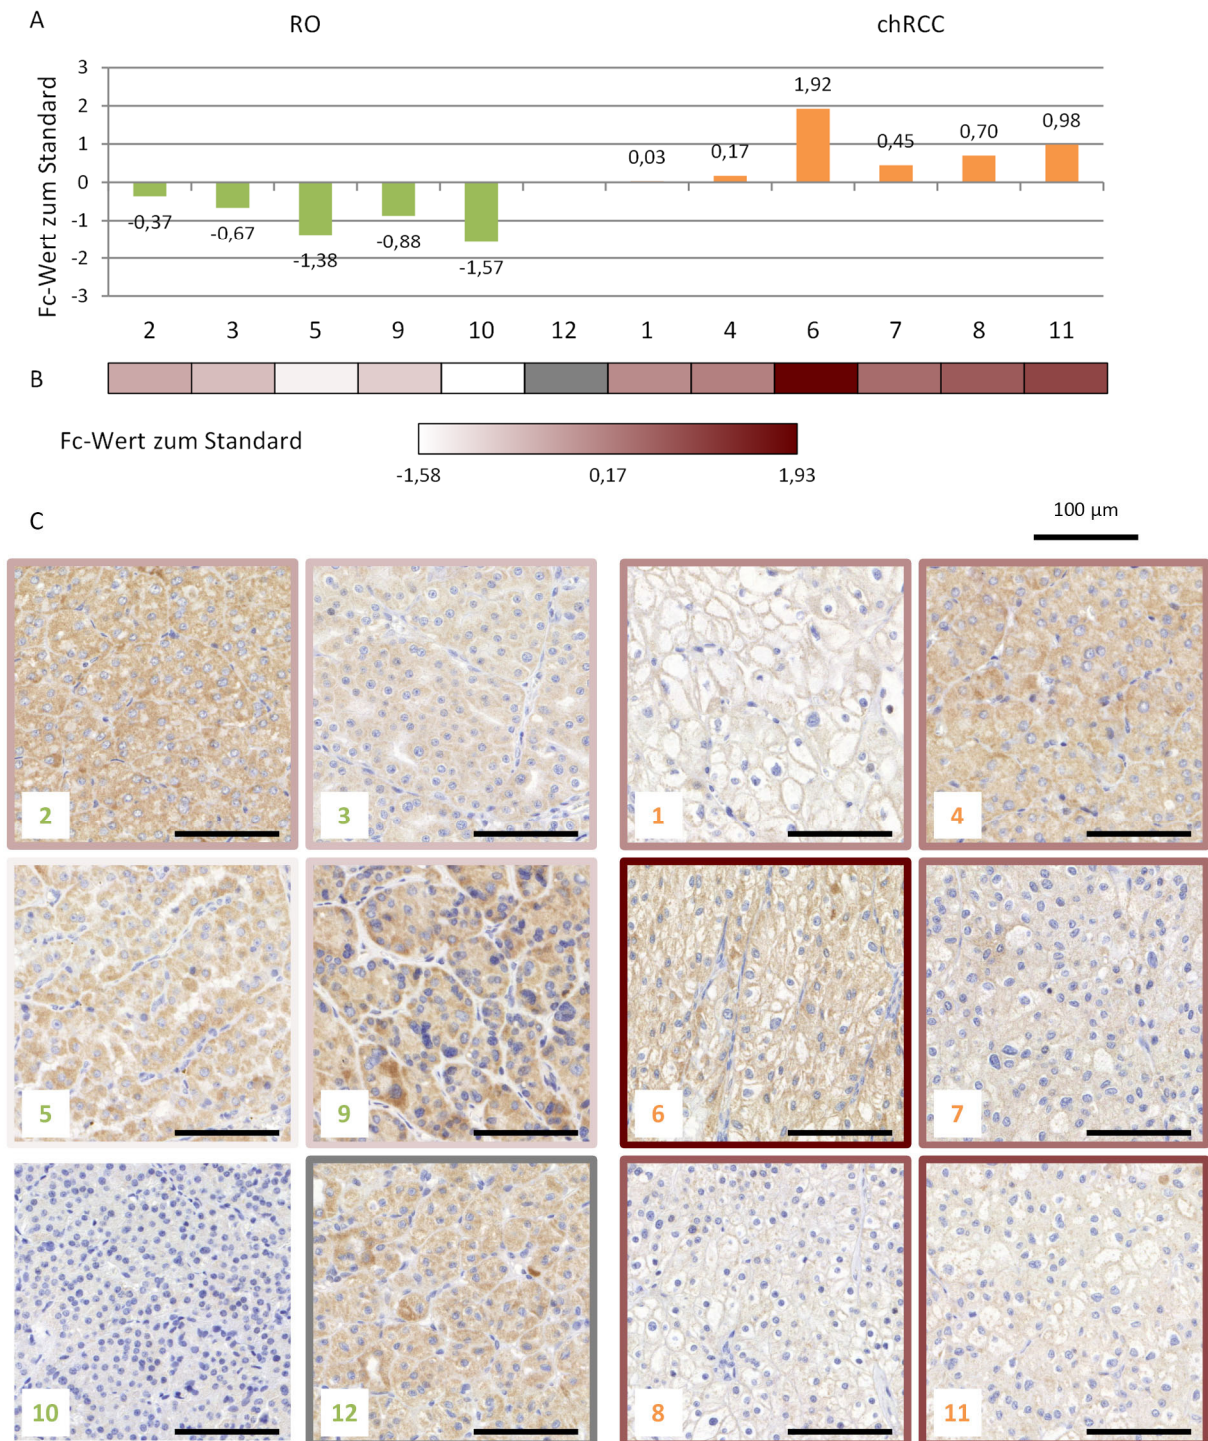 A
RO
chRCC
Fc-Wert zum Standard
3
2
1
0
-1
-2
-3
-0,37
-0,67
-1,38
-0,88
-1,57
0,03
0,17
1,92
0,45
0,70
0,98
2 3 5 9 10 12 1 4 6 7 8 11
B
Fc-Wert zum Standard
-1,58 0,17 1,93
C
100 µm
2 3 1 4
5 9 6 7
10 12 8 11